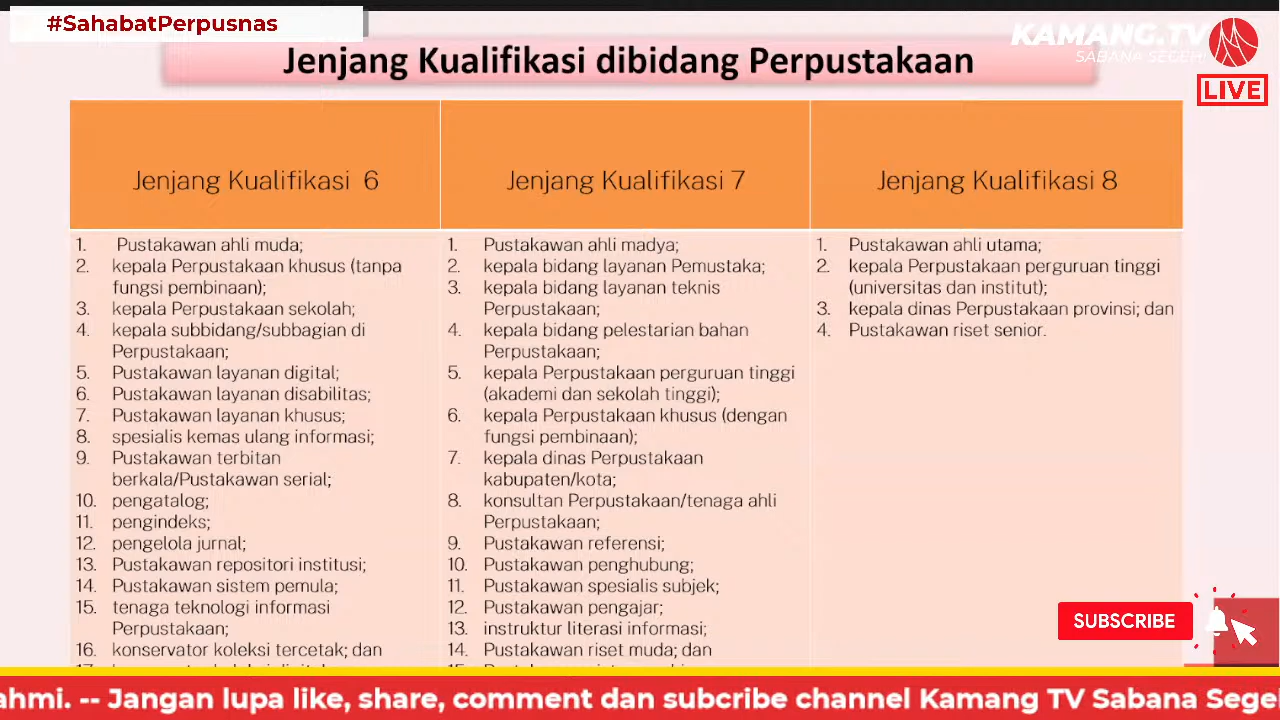 #SahabatPerpusnas
KAMANG.TV
LIVE
Jenjang Kualifikasi dibidang Perpustakaan
Jenjang Kualifikasi 6
1. Pustakawan ahli muda;
2. kepala Perpustakaan khusus (tanpa
fungsi pembinaan);
3. kepala Perpustakaan sekolah;
4. kepala subbidang/subbagian di
Perpustakaan;
5. Pustakawan layanan digital;
6. Pustakawan layanan disabilitas;
7. Pustakawan layanan khusus;
8. spesialis kemas ulang informasi;
9. Pustakawan terbitan
berkala/Pustakawan serial;
10. pengatalog;
11. pengindeks;
12. pengelola jurnal;
13. Pustakawan repositori institusi;
14. Pustakawan sistem pemula;
15. tenaga teknologi informasi
Perpustakaan;
16. konservator koleksi tercetak; dan
Jenjang Kualifikasi 7
1. Pustakawan ahli madya;
2. kepala bidang layanan Pemustaka;
3. kepala bidang layanan teknis
Perpustakaan;
4. kepala bidang pelestarian bahan
Perpustakaan;
5. kepala Perpustakaan perguruan tinggi
(akademi dan sekolah tinggi);
6. kepala Perpustakaan khusus (dengan
fungsi pembinaan);
7. kepala dinas Perpustakaan
kabupaten/kota;
8. konsultan Perpustakaan/tenaga ahli
Perpustakaan;
9. Pustakawan referensi;
10. Pustakawan penghubung;
11. Pustakawan spesialis subjek;
12. Pustakawan pengajar;
13. instruktur literasi informasi;
14. Pustakawan riset muda; dan
Jenjang Kualifikasi 8
1. Pustakawan ahli utama;
2. kepala Perpustakaan perguruan tinggi
(universitas dan institut);
3. kepala dinas Perpustakaan provinsi; dan
4. Pustakawan riset senior.
SUBSCRIBE
ahmi. -- Jangan lupa like, share, comment dan subcribe channel Kamang TV Sabana Sege